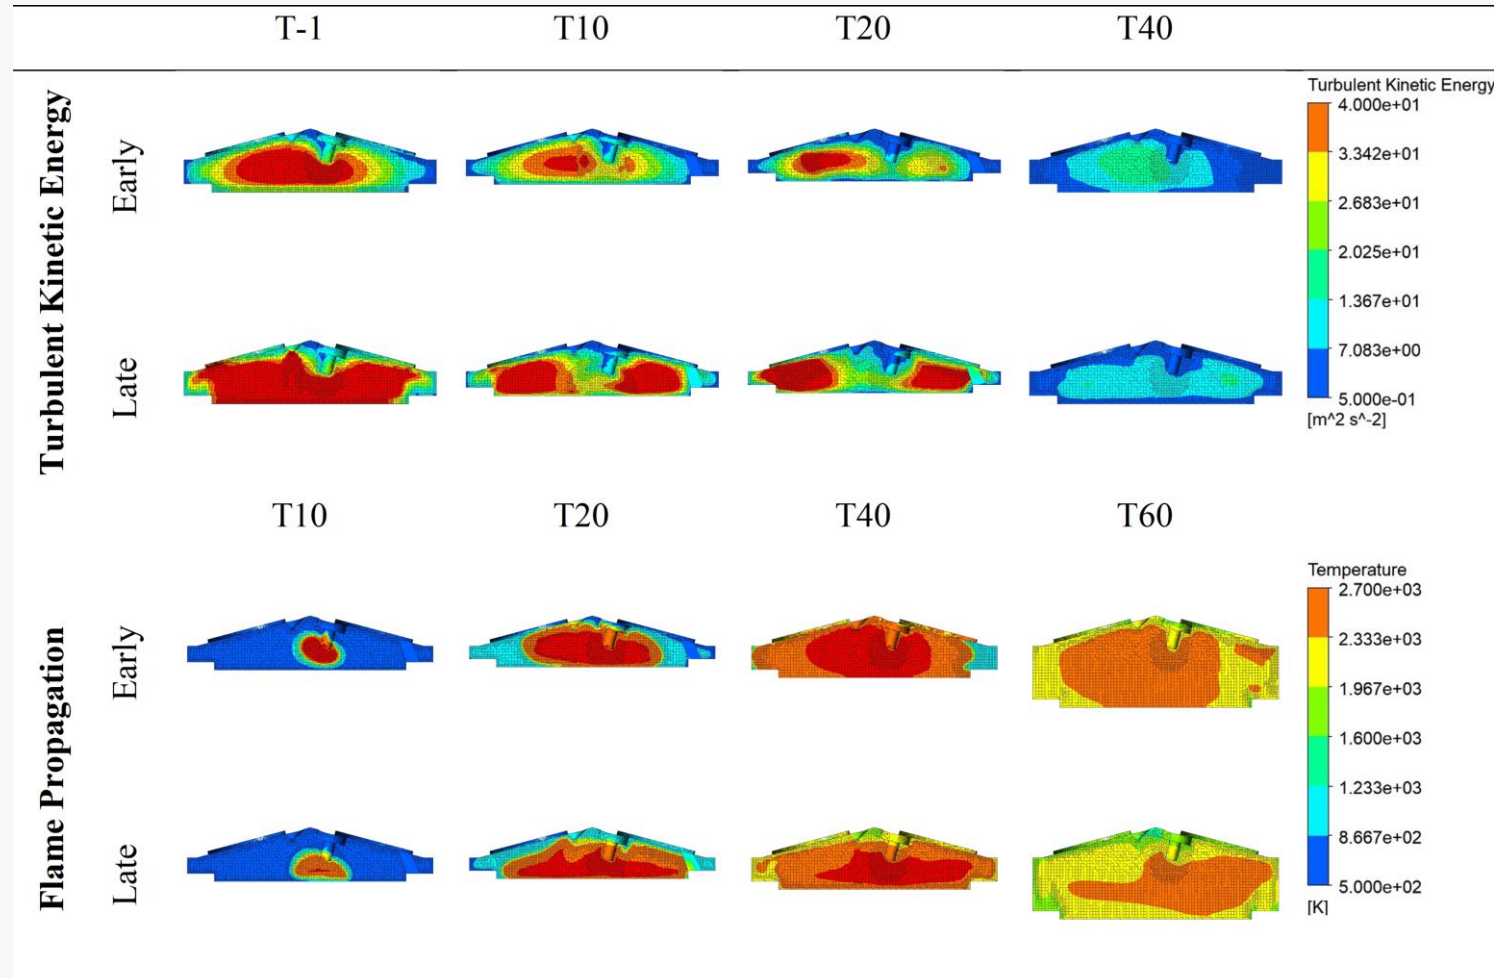 T-1 T10 T20 T40
Turbulent Kinetic Energy
Early
Late
Turbulent Kinetic Energy
4.000e+01
3.342e+01
2.683e+01
2.025e+01
1.367e+01
7.083e+00
5.000e-01
[m^2 s^-2]
T10 T20 T40 T60
Flame Propagation
Early
Late
Temperature
2.700e+03
2.333e+03
1.967e+03
1.600e+03
1.233e+03
8.667e+02
5.000e+02
[K]